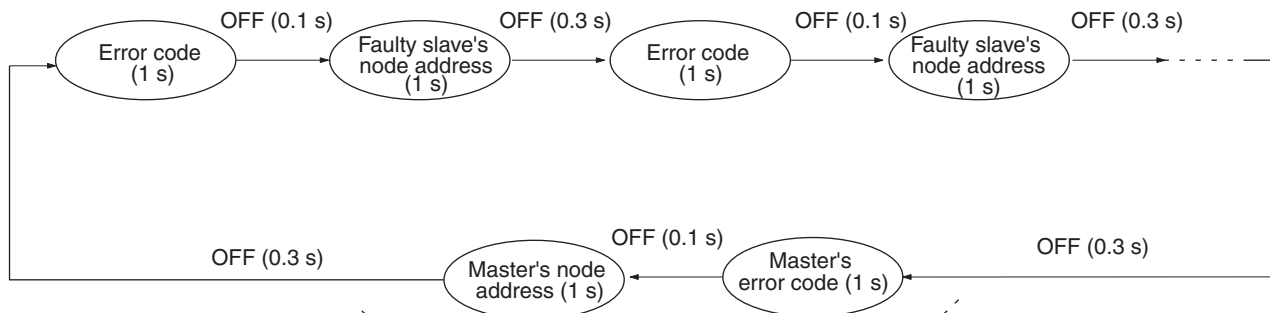 OFF (0.1 s)
OFF (0.3 s)
OFF (0.1 s)
OFF (0.3 s)
Error code
(1 s)
Faulty slave's
node address
(1 s)
Error code
(1 s)
Faulty slave's
node address
(1 s)
OFF (0.3 s)
OFF (0.1 s)
OFF (0.3 s)
Master's node
address (1 s)
Master's
error code (1 s)